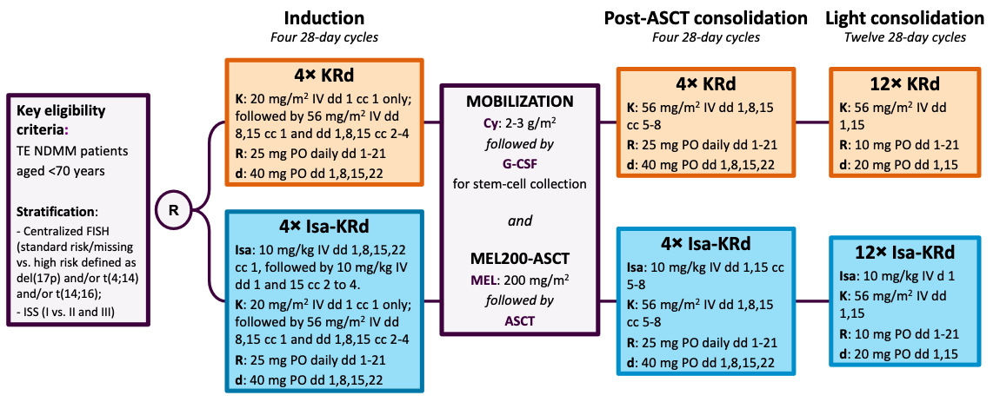 Induction
Four 28-day cycles
Post-ASCT consolidation
Four 28-day cycles
Light consolidation
Twelve 28-day cycles
Key eligibility
criteria:
TE NDMM patients
aged <70 years
Stratification:
- Centralized FISH
(standard risk/missing
vs. high risk defined as
del(17p) and/or t(4;14)
and/or t(14;16);
- ISS (I vs. II and III)
R
4× KRd
K: 20 mg/m² IV dd 1 cc 1 only;
followed by 56 mg/m² IV dd
8,15 cc 1 and dd 1,8,15 cc 2-4
R: 25 mg PO daily dd 1-21
d: 40 mg PO dd 1,8,15,22
4× Isa-KRd
Isa: 10 mg/kg IV dd 1,8,15,22
cc 1, followed by 10 mg/kg IV
dd 1 and 15 cc 2 to 4.
K: 20 mg/m² IV dd 1 cc 1 only;
followed by 56 mg/m² IV dd
8,15 cc 1 and dd 1,8,15 cc 2-4
R: 25 mg PO daily dd 1-21
d: 40 mg PO dd 1,8,15,22
MOBILIZATION
Cy: 2-3 g/m²
followed by
G-CSF
for stem-cell collection
and
MEL200-ASCT
MEL: 200 mg/m²
followed by
ASCT
4× KRd
K: 56 mg/m² IV dd 1,8,15
cc 5-8
R: 25 mg PO daily dd 1-21
d: 40 mg PO dd 1,8,15,22
4× Isa-KRd
Isa: 10 mg/kg IV dd 1,15 cc
5-8
K: 56 mg/m² IV dd 1,8,15
cc 5-8
R: 25 mg PO daily dd 1-21
d: 40 mg PO dd 1,8,15,22
12× KRd
K: 56 mg/m² IV dd
1,15
R: 10 mg PO dd 1-21
d: 20 mg PO dd 1,15
12× Isa-KRd
Isa: 10 mg/kg IV d 1
K: 56 mg/m² IV dd
1,15
R: 10 mg PO dd 1-21
d: 20 mg PO dd 1,15